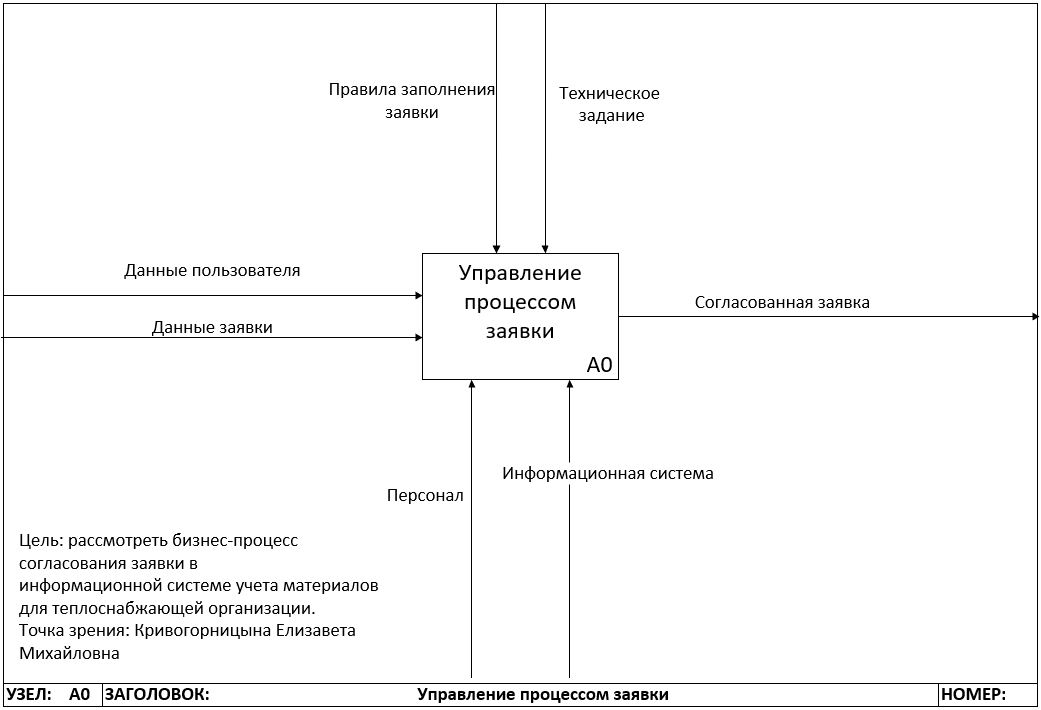 Правила заполнения
заявки
Техническое
задание
Данные пользователя
Данные заявки
Управление
процессом
заявки
A0
Согласованная заявка
Информационная система
Персонал
Цель: рассмотреть бизнес-процесс
согласования заявки в
информационной системе учета материалов
для теплоснабжающей организации.
Точка зрения: Кривогорницына Елизавета
Михайловна
УЗЕЛ: A0 ЗАГОЛОВОК: Управление процессом заявки НОМЕР: